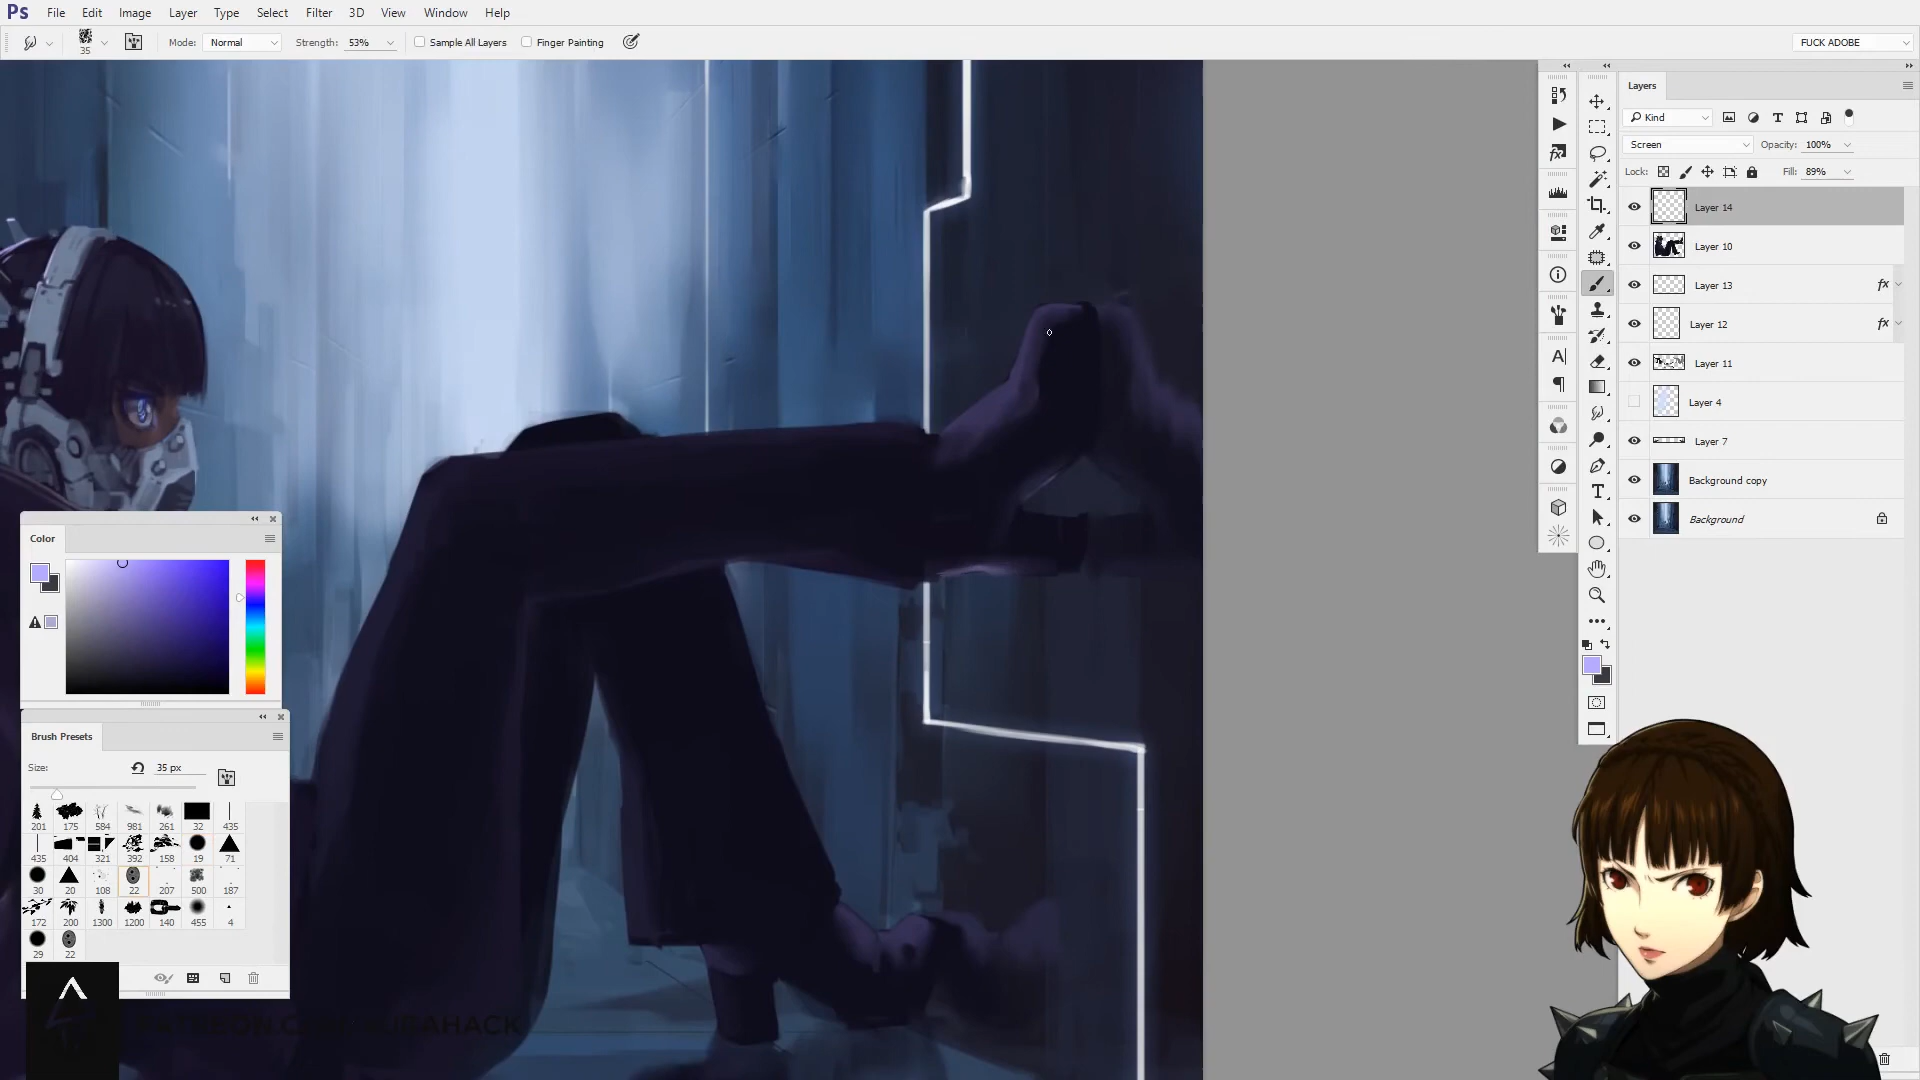 Ps File Edit Image Layer Type Select Filter 3D View Window Help
35 Mode: Normal Strength: 53% Sample All Layers Finger Painting FUCK ADOBE
Layers
Kind
Screen Opacity: 100%
Lock: Fill: 89%
Layer 14
Layer 10
Layer 13 fx
Layer 12 fx
Layer 11
Layer 4
Layer 7
Background copy
Background
Color
Brush Presets
Size: 35 px
201 175 584 981 261 32 435
435 404 321 392 158 19 71
30 20 108 22 207 500 187
172 200 1300 1200 140 455 4
29 22